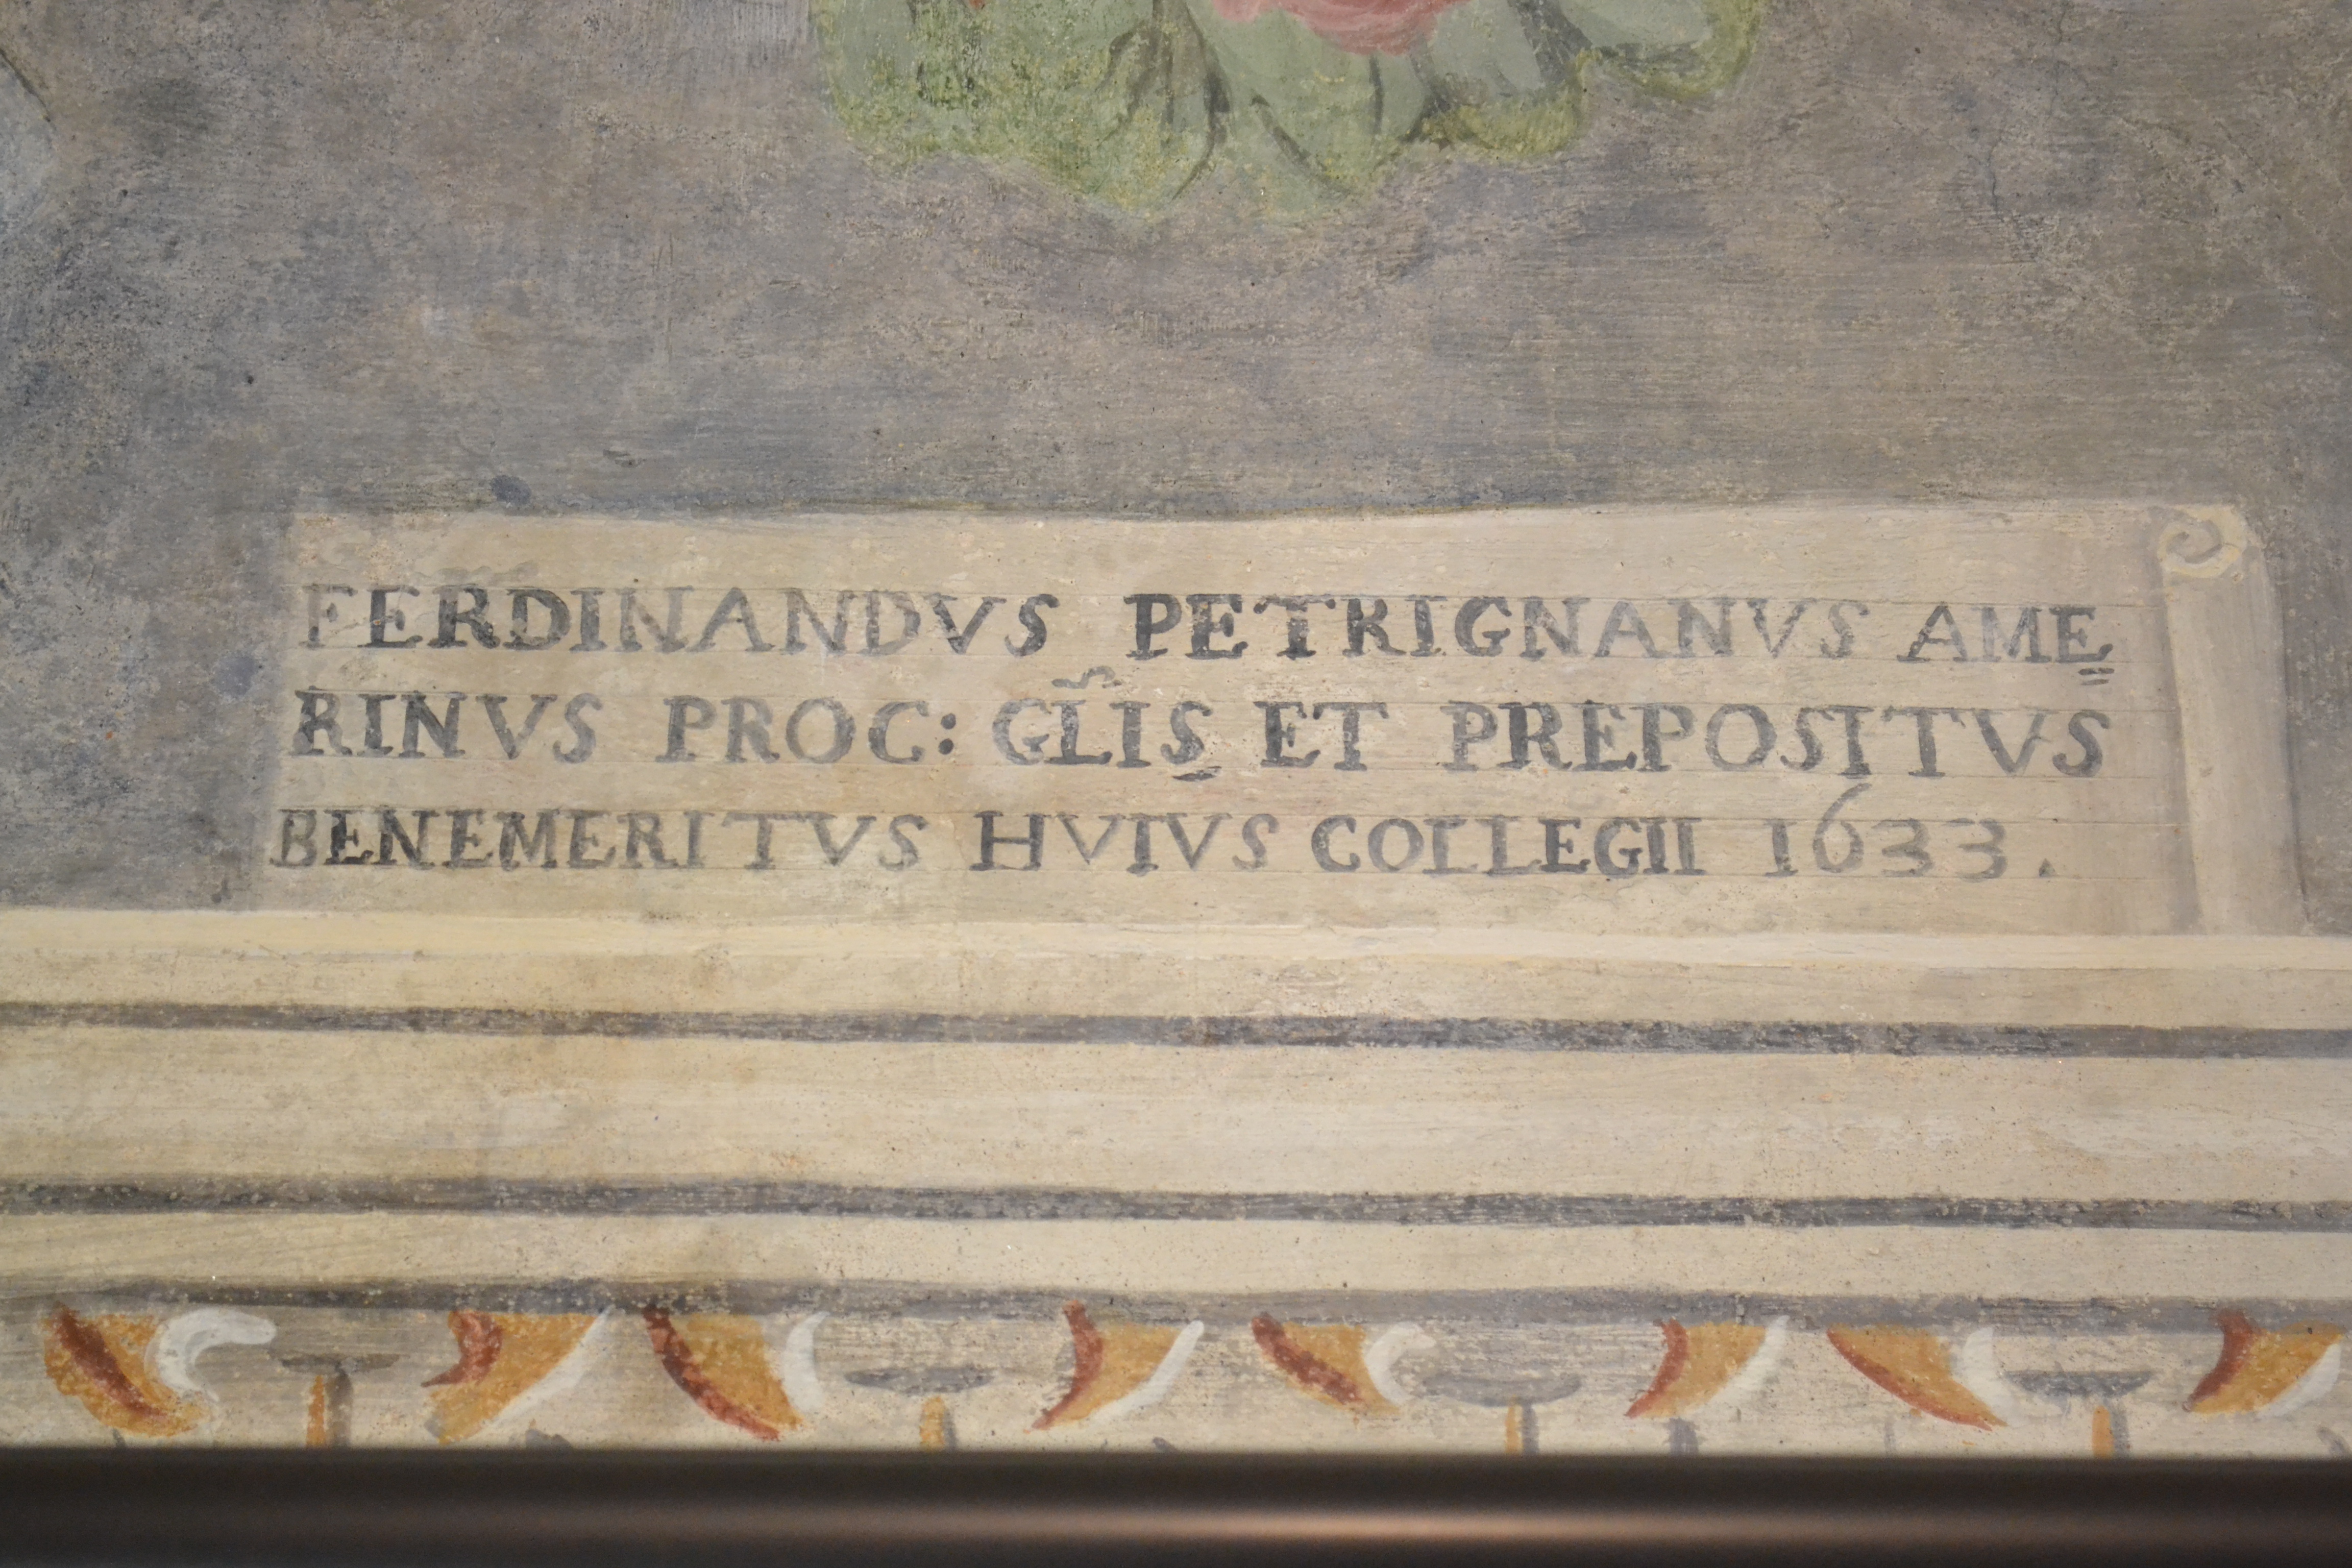 FERDINANDVS PETRIGNANVS AME
RINVS PROC: GLIS ET PREPOSITVS
BENEMERITVS HVIVS COLLEGII 1633.